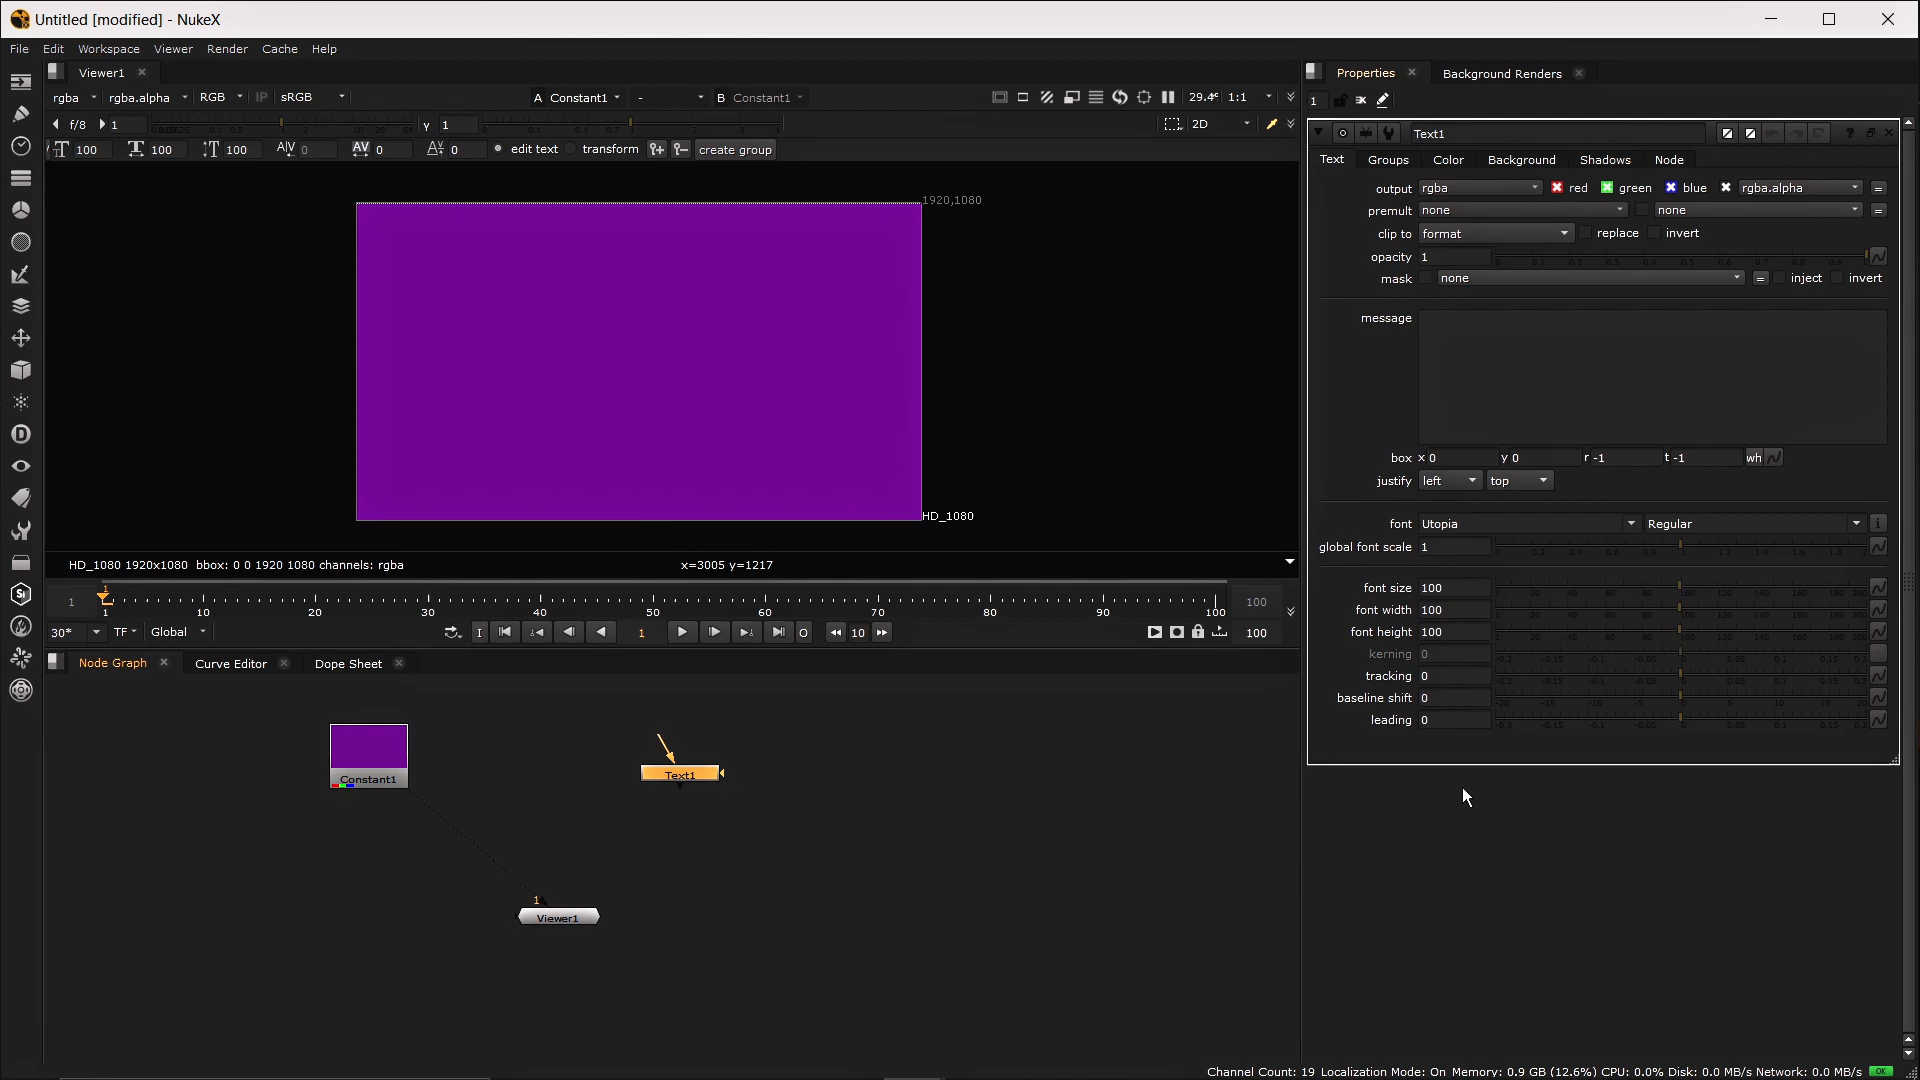 Untitled [modified] - NukeX
File Edit Workspace Viewer Render Cache Help
Viewer1
rgba rgba.alpha RGB IP sRGB A Constant1 - B Constant1 1:1
f/8 1 Y 1 2D
100 100 100 0 0 0 edit text transform create group
1920,1080
HD_1080
HD_1080 1920x1080 bbox: 0 0 1920 1080 channels: rgba x=3005 y=1217
1 1 10 20 30 40 50 60 70 80 90 100 100
1
30* TF Global I 1 O 10 100
Node Graph Curve Editor Dope Sheet
Constant1
Text1
1
Viewer1
Properties Background Renders
1
Text1
Text Groups Color Background Shadows Node
output rgba red green blue rgba.alpha =
premult none none =
clip to format replace invert
opacity 1
mask none = inject invert
message
box x 0 y 0 r -1 t -1 wh
justify left top
font Utopia Regular
global font scale 1
font size 100
font width 100
font height 100
kerning 0
tracking 0
baseline shift 0
leading 0
Channel Count: 19 Localization Mode: On Memory: 0.9 GB (12.6%) CPU: 0.0% Disk: 0.0 MB/s Network: 0.0 MB/s OK